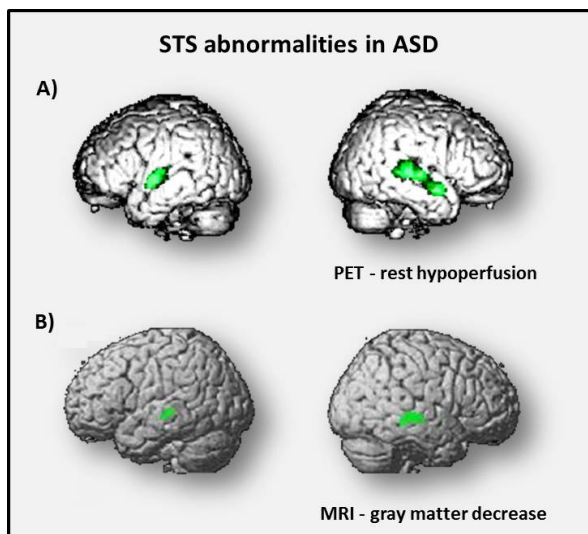 STS abnormalities in ASD
A)
PET - rest hypoperfusion
B)
MRI - gray matter decrease